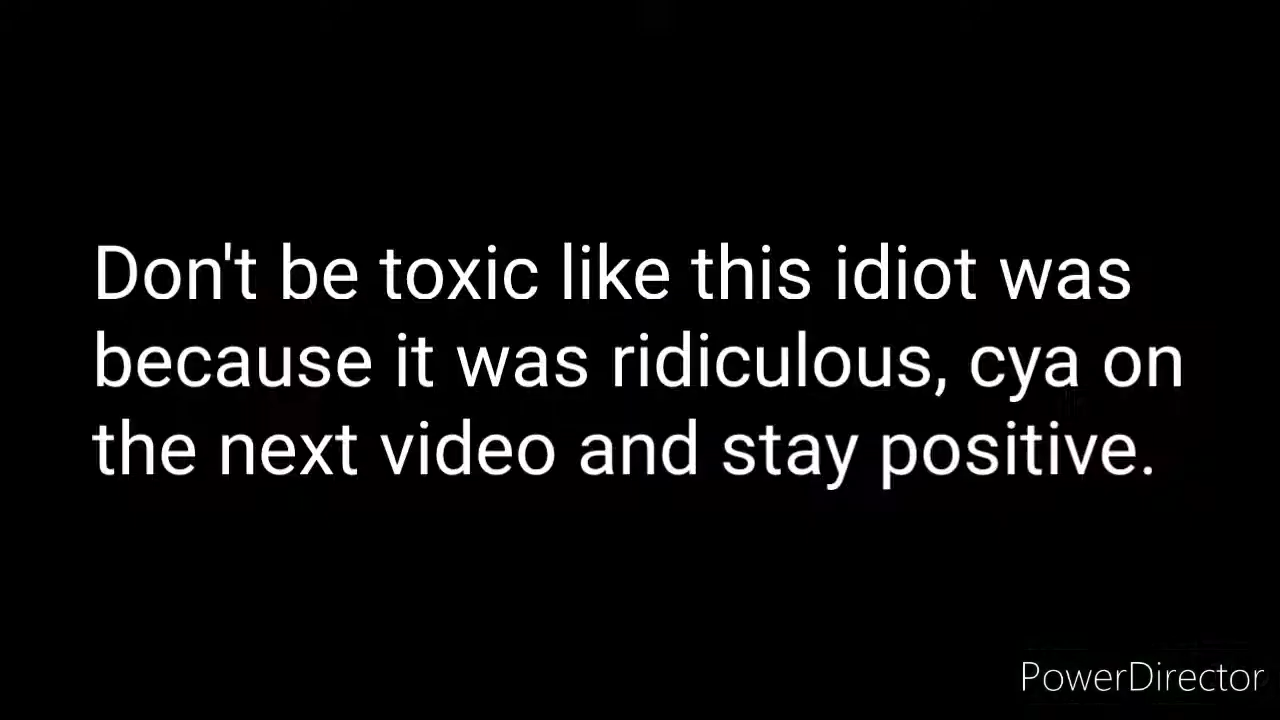 Don't be toxic like this idiot was
because it was ridiculous, cya on
the next video and stay positive.
PowerDirector